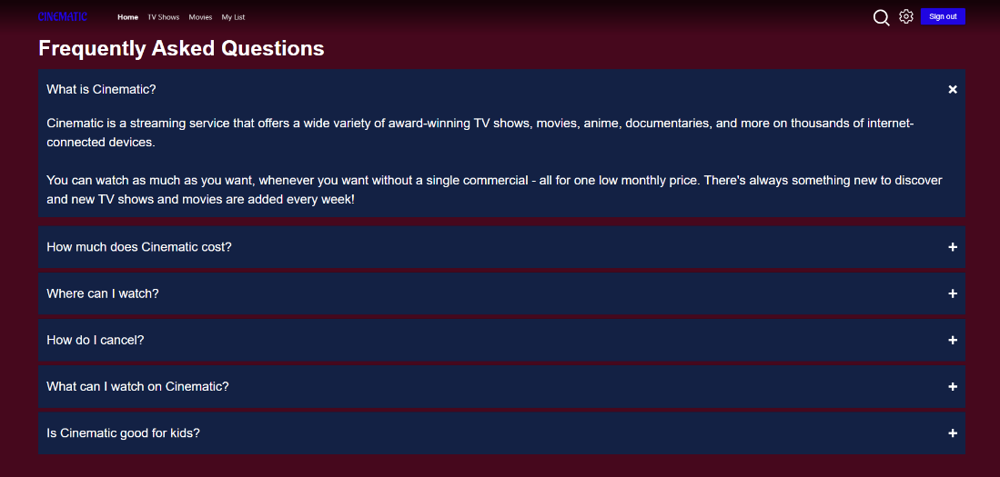 CINEMATIC
Home TV Shows Movies My List
Sign out
Frequently Asked Questions
What is Cinematic?
Cinematic is a streaming service that offers a wide variety of award-winning TV shows, movies, anime, documentaries, and more on thousands of internet-
connected devices.
You can watch as much as you want, whenever you want without a single commercial - all for one low monthly price. There's always something new to discover
and new TV shows and movies are added every week!
How much does Cinematic cost?
Where can I watch?
How do I cancel?
What can I watch on Cinematic?
Is Cinematic good for kids?